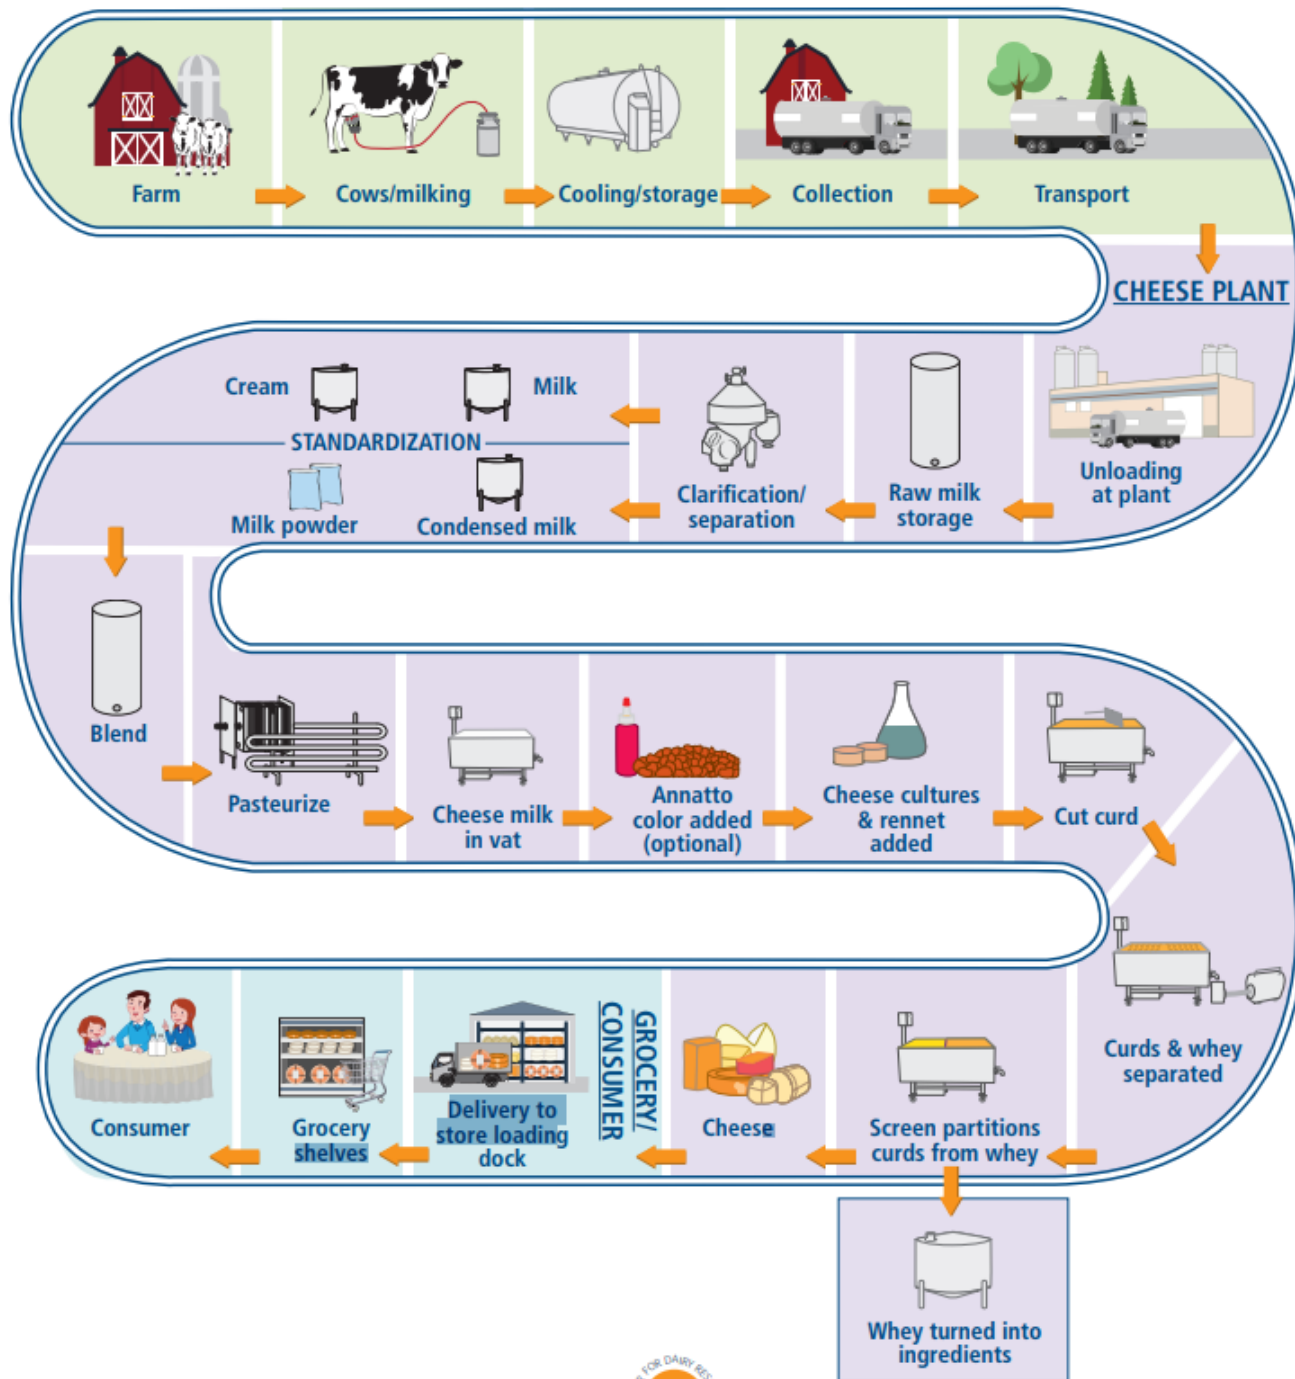 Farm
Cows/milking
Cooling/storage
Collection
Transport
CHEESE PLANT
Unloading
at plant
Raw milk
storage
Clarification/
separation
Cream
Milk
STANDARDIZATION
Milk powder
Condensed milk
Blend
Pasteurize
Cheese milk
in vat
Annatto
color added
(optional)
Cheese cultures
& rennet
added
Cut curd
Curds & whey
separated
Screen partitions
curds from whey
Whey turned into
ingredients
Cheese
GROCERY/
CONSUMER
Delivery to
store loading
dock
Grocery
shelves
Consumer
FOR DAIRY